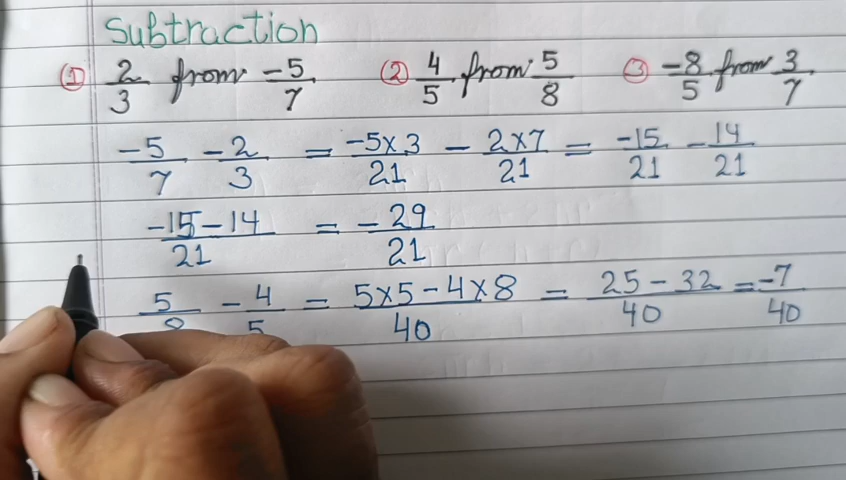 Subtraction
① 2/3 from -5/7 ② 4/5 from 5/8 ③ -8/5 from 3/7
-5/7 - 2/3 = -5×3/21 - 2×7/21 = -15/21 - 14/21
-15-14/21 = -29/21
5/8 - 4/5 = 5×5-4×8/40 = 25-32/40 = -7/40